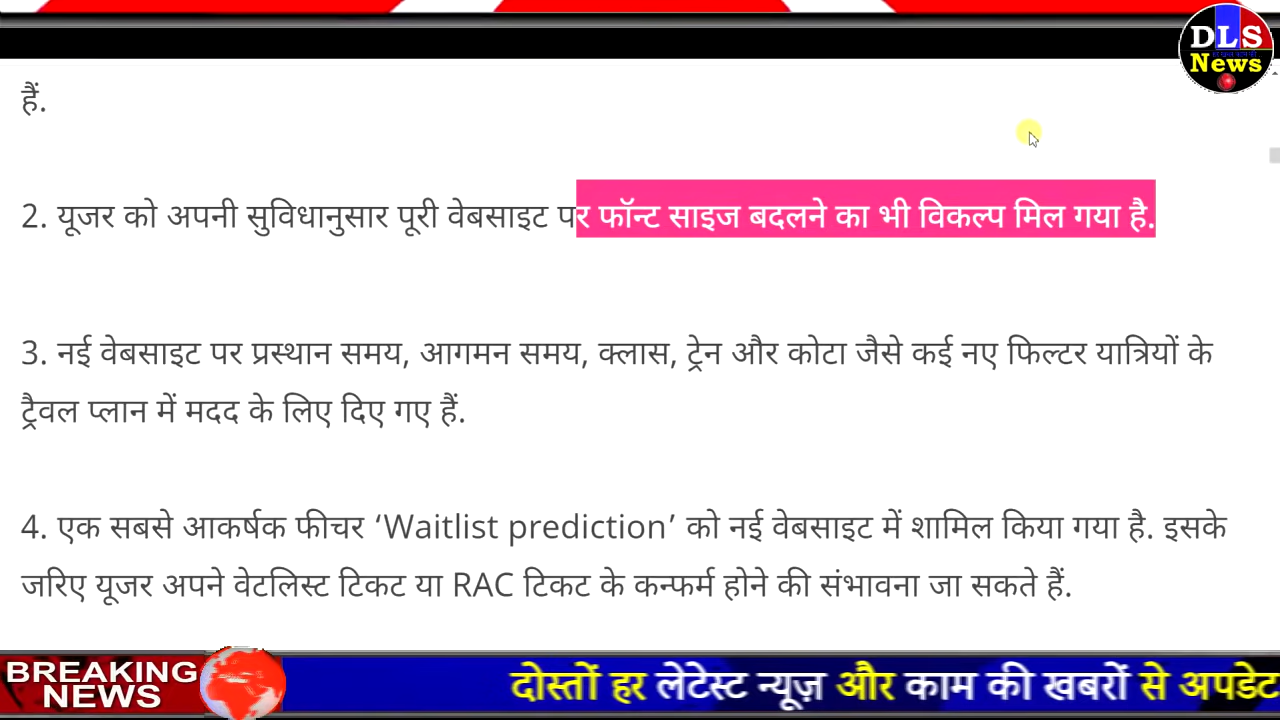 DLS
News
हैं.
2. यूजर को अपनी सुविधानुसार पूरी वेबसाइट पर फॉन्ट साइज बदलने का भी विकल्प मिल गया है.
3. नई वेबसाइट पर प्रस्थान समय, आगमन समय, क्लास, ट्रेन और कोटा जैसे कई नए फिल्टर यात्रियों के
ट्रैवल प्लान में मदद के लिए दिए गए हैं.
4. एक सबसे आकर्षक फीचर ‘Waitlist prediction’ को नई वेबसाइट में शामिल किया गया है. इसके
जरिए यूजर अपने वेटलिस्ट टिकट या RAC टिकट के कन्फर्म होने की संभावना जा सकते हैं.
BREAKING
NEWS
दोस्तों हर लेटेस्ट न्यूज़ और काम की खबरों से अपडेट